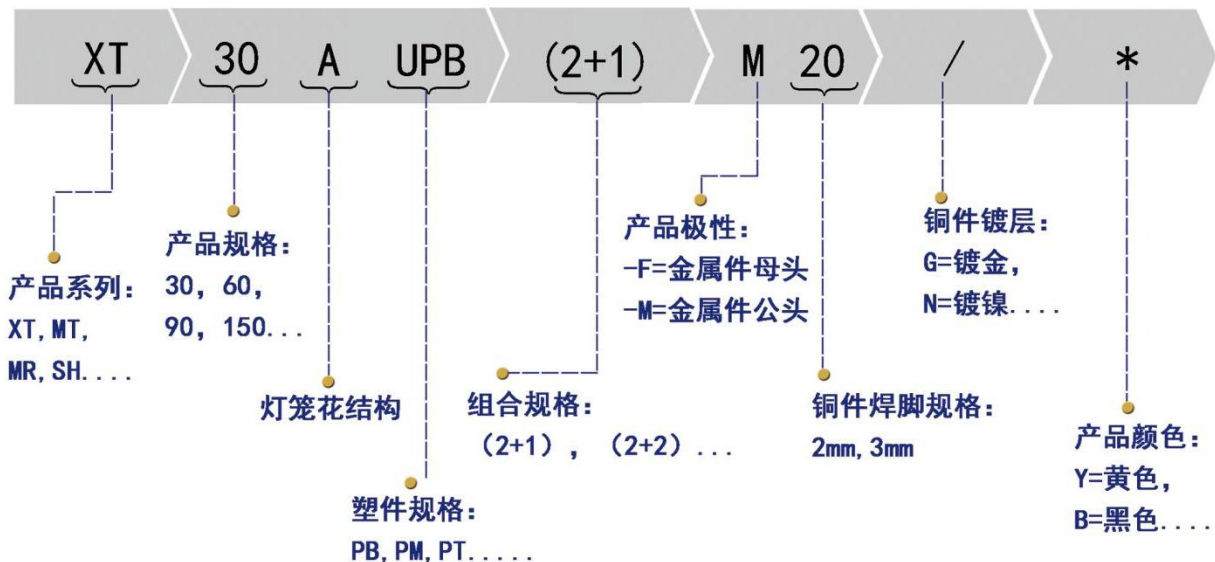 XT 30 A UPB (2+1) M 20 / *
产品系列：
XT, MT,
MR, SH....
产品规格：
30, 60,
90, 150...
灯笼花结构
塑件规格：
PB, PM, PT.....
组合规格：
（2+1）, （2+2）...
产品极性：
-F=金属件母头
-M=金属件公头
铜件焊脚规格：
2mm, 3mm
铜件镀层：
G=镀金，
N=镀镍....
产品颜色：
Y=黄色，
B=黑色....